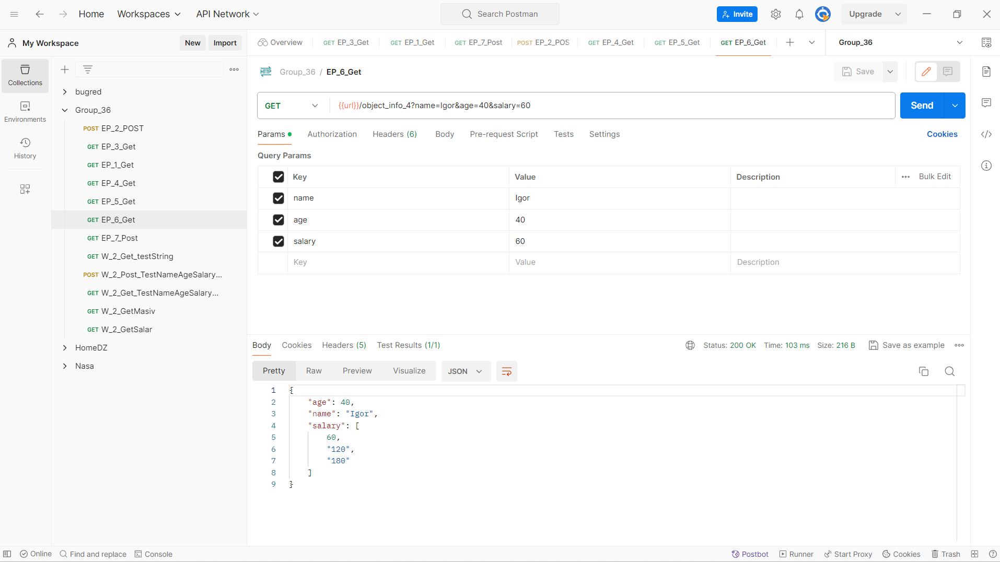 Home Workspaces API Network Search Postman Invite Upgrade
My Workspace New Import
Overview GET EP_3_Get GET EP_1_Get GET EP_7_Post POST EP_2_POS GET EP_4_Get GET EP_5_Get GET EP_6_Get Group_36
Collections
Environments
History
bugred
Group_36
POST EP_2_POST
GET EP_3_Get
GET EP_1_Get
GET EP_4_Get
GET EP_5_Get
GET EP_6_Get
GET EP_7_Post
GET W_2_Get_testString
POST W_2_Post_TestNameAgeSalary...
GET W_2_Get_TestNameAgeSalary...
GET W_2_GetMasiv
GET W_2_GetSalar
HomeDZ
Nasa
HTTP Group_36 / EP_6_Get Save
GET {{url}}/object_info_4?name=Igor&age=40&salary=60 Send
Params Authorization Headers (6) Body Pre-request Script Tests Settings Cookies
Query Params
Key Value Description Bulk Edit
name Igor
age 40
salary 60
Key Value Description
Body Cookies Headers (5) Test Results (1/1) Status: 200 OK Time: 103 ms Size: 216 B Save as example
Pretty Raw Preview Visualize JSON
1 {
2 "age": 40,
3 "name": "Igor",
4 "salary": [
5 60,
6 "120",
7 "180"
8 ]
9 }
Online Find and replace Console Postbot Runner Start Proxy Cookies Trash